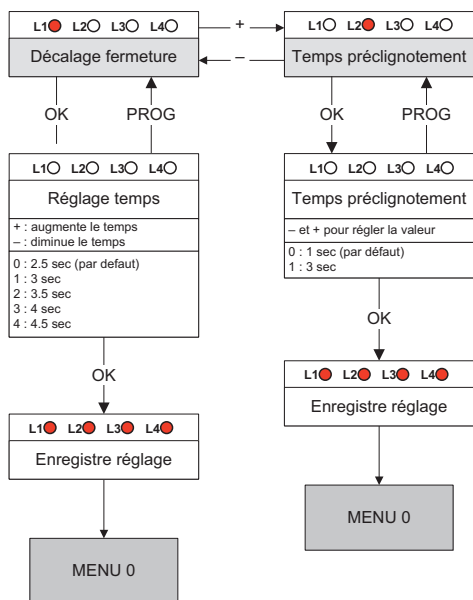 L1 L2 L3 L4
Décalage fermeture
+
–
L1 L2 L3 L4
Temps préclignotement
OK
PROG
OK
PROG
L1 L2 L3 L4
Réglage temps
+ : augmente le temps
– : diminue le temps
0 : 2.5 sec (par defaut)
1 : 3 sec
2 : 3.5 sec
3 : 4 sec
4 : 4.5 sec
L1 L2 L3 L4
Temps préclignotement
– et + pour régler la valeur
0 : 1 sec (par défaut)
1 : 3 sec
OK
OK
L1 L2 L3 L4
Enregistre réglage
L1 L2 L3 L4
Enregistre réglage
MENU 0
MENU 0